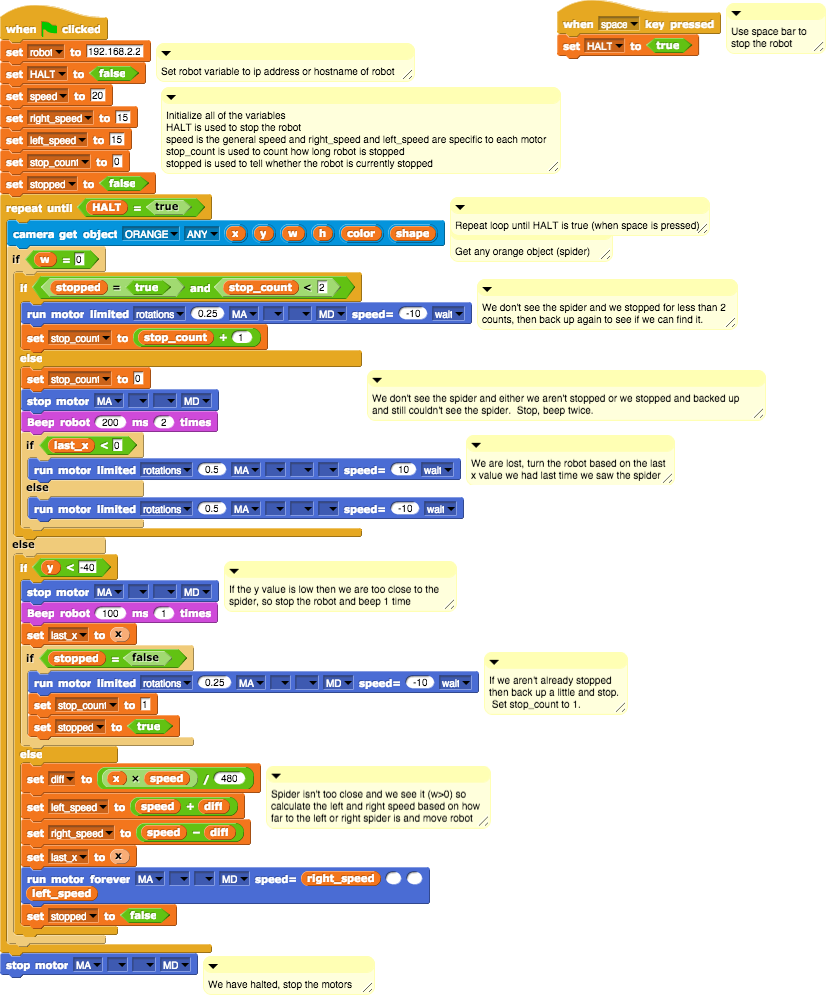 when clicked
set robot to 192.168.2.2
set HALT to false
set speed to 20
set right_speed to 15
set left_speed to 15
set stop_count to 0
set stopped to false
repeat until HALT = true
camera get object ORANGE ANY x y w h color shape
if w = 0
if stopped = true and stop_count < 2
run motor limited rotations 0.25 MA MD speed= -10 wait
set stop_count to stop_count + 1
else
set stop_count to 0
stop motor MA MD
Beep robot 200 ms 2 times
if last_x < 0
run motor limited rotations 0.5 MA speed= 10 wait
else
run motor limited rotations 0.5 MA speed= -10 wait
else
if y < -40
stop motor MA MD
Beep robot 100 ms 1 times
set last_x to x
if stopped = false
run motor limited rotations 0.25 MA MD speed= -10 wait
set stop_count to 1
set stopped to true
else
set diff to x × speed / 480
set left_speed to speed + diff
set right_speed to speed - diff
set last_x to x
run motor forever MA MD speed= right_speed
left_speed
set stopped to false
stop motor MA MD
when space key pressed
set HALT to true
Use space bar to
stop the robot
Set robot variable to ip address or hostname of robot
Initialize all of the variables
HALT is used to stop the robot
speed is the general speed and right_speed and left_speed are specific to each motor
stop_count is used to count how long robot is stopped
stopped is used to tell whether the robot is currently stopped
Repeat loop until HALT is true (when space is pressed)
Get any orange object (spider)
We don't see the spider and we stopped for less than 2
counts, then back up again to see if we can find it.
We don't see the spider and either we aren't stopped or we stopped and backed up
and still couldn't see the spider. Stop, beep twice.
We are lost, turn the robot based on the last
x value we had last time we saw the spider
If the y value is low then we are too close to the
spider, so stop the robot and beep 1 time
If we aren't already stopped
then back up a little and stop.
Set stop_count to 1.
Spider isn't too close and we see it (w>0) so
calculate the left and right speed based on how
far to the left or right spider is and move robot
We have halted, stop the motors